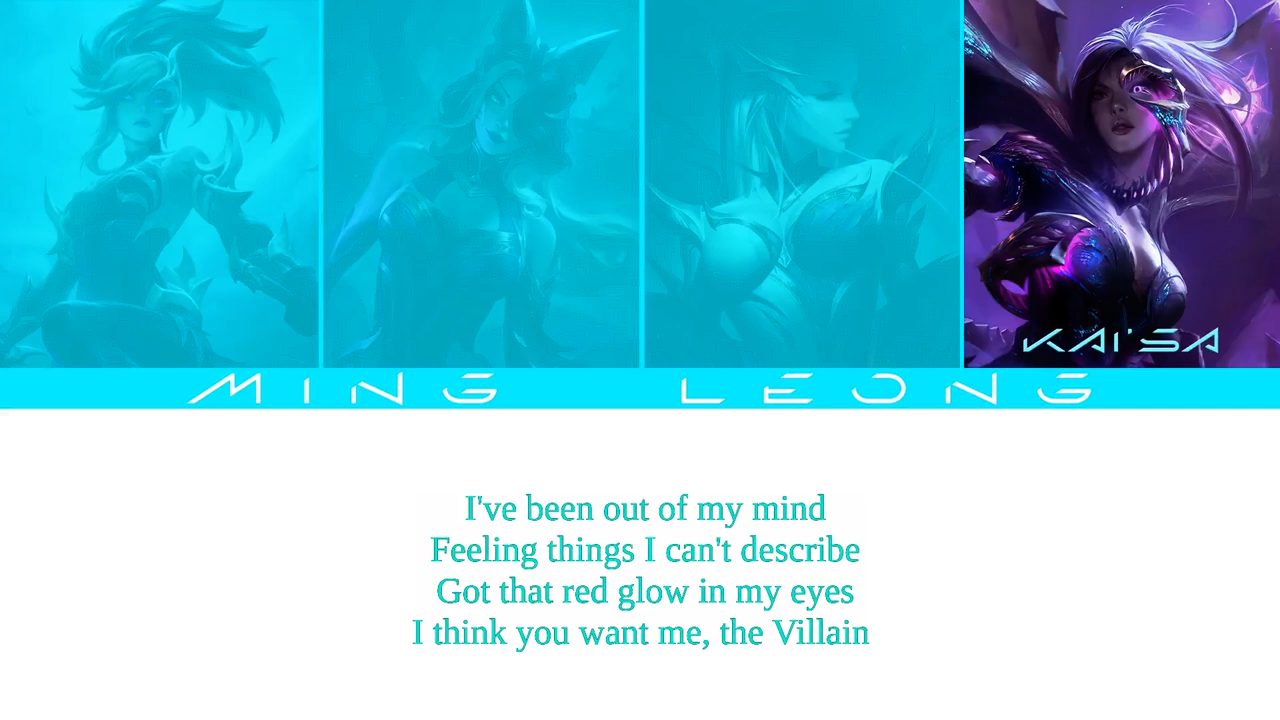 KAI'SA
MING LEONG
I've been out of my mind
Feeling things I can't describe
Got that red glow in my eyes
I think you want me, the Villain